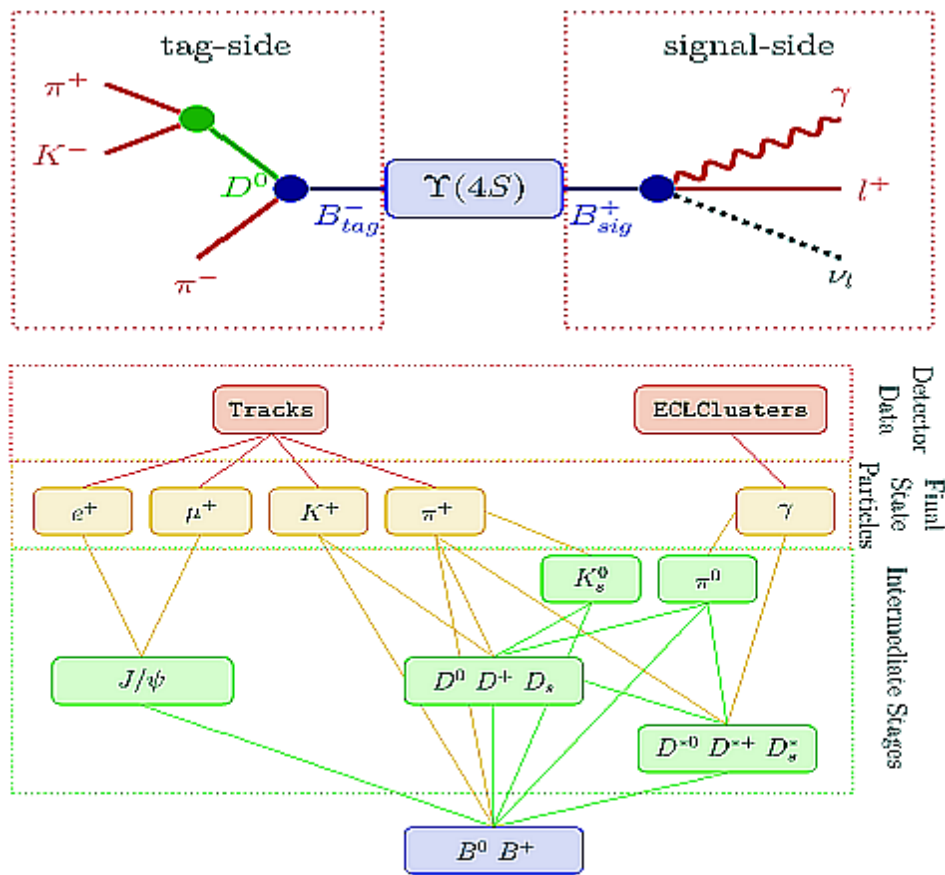 tag-side
signal-side
π⁺
K⁻
D⁰
π⁻
B⁻tag
Υ(4S)
B⁺sig
γ
l⁺
νl
Tracks
ECLClusters
Detector
Data
e⁺
μ⁺
K⁺
π⁺
γ
Final
State
Particles
K⁰s
π⁰
J/ψ
D⁰ D⁺ Ds
D*⁰ D*⁺ D*s
Intermediate Stages
B⁰ B⁺